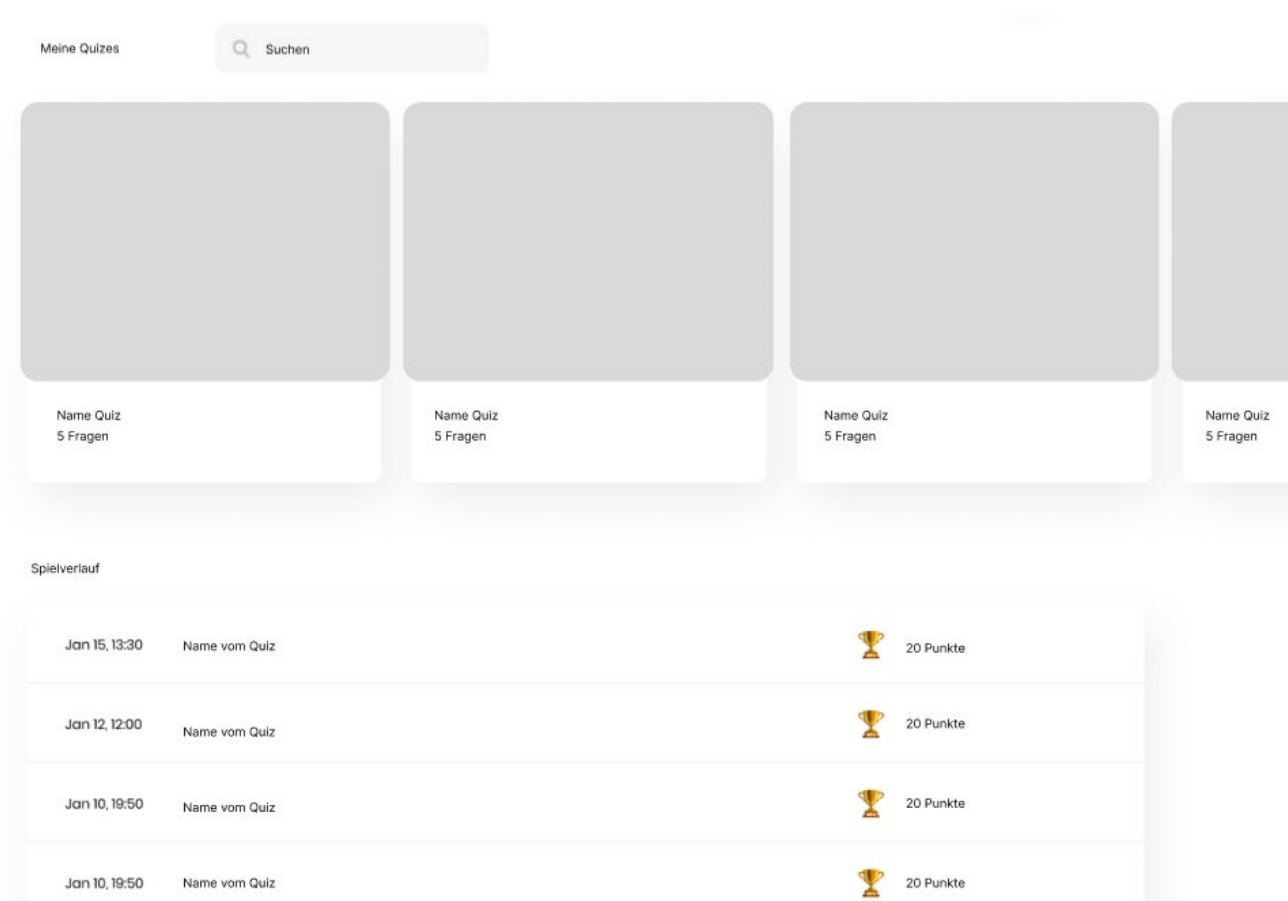 Meine Quizes
Suchen
Name Quiz
5 Fragen
Name Quiz
5 Fragen
Name Quiz
5 Fragen
Name Quiz
5 Fragen
Spielverlauf
Jan 15, 13:30 Name vom Quiz 20 Punkte
Jan 12, 12:00 Name vom Quiz 20 Punkte
Jan 10, 19:50 Name vom Quiz 20 Punkte
Jan 10, 19:50 Name vom Quiz 20 Punkte